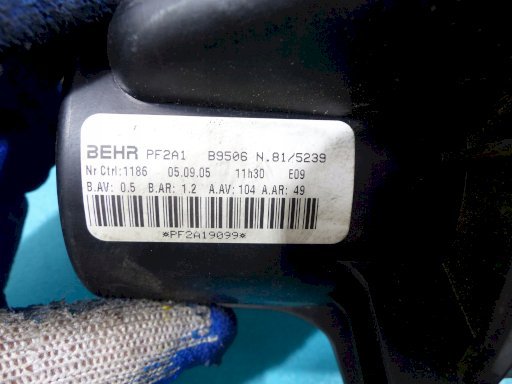 BEHR PF2A1 B9506 N.81/5239
Nr Ctrl:1186 05.09.05 11h30 E09
B.AV: 0.5 B.AR: 1.2 A.AV: 104 A.AR: 49
*PF2A19099*